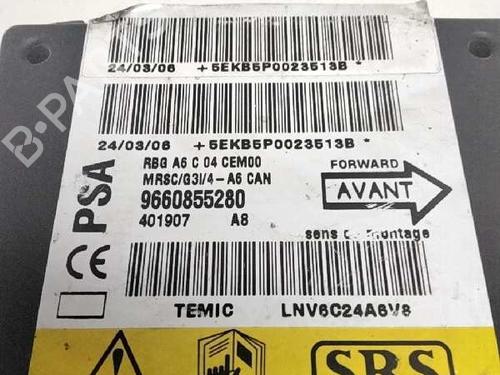 24/03/06 +5EKB5P0023513B*
24/03/06 +5EKB5P0023513B*
RBG A6 C 04 CEM00
MRSC/G3I/4-A6 CAN
9660855280
401907 A8
FORWARD
AVANT
sens de montage
PSA
CE
TEMIC LNV6C24A6V8
SRS
B-PARTS